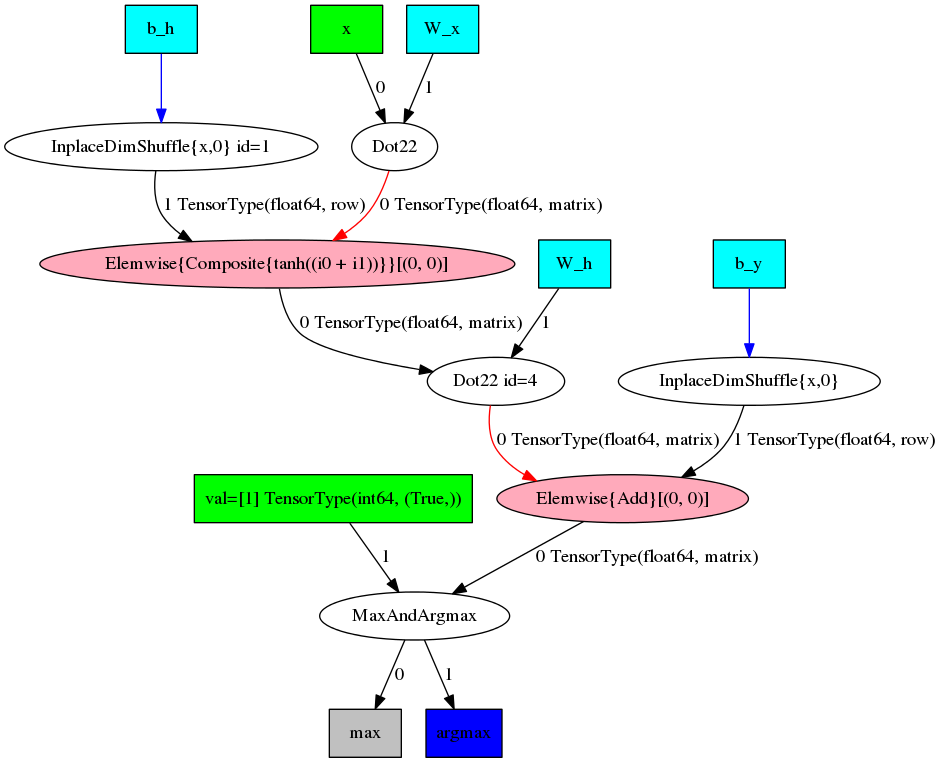 b_h
x
W_x
0
1
InplaceDimShuffle{x,0} id=1
Dot22
1 TensorType(float64, row)
0 TensorType(float64, matrix)
Elemwise{Composite{tanh((i0 + i1))}}[(0, 0)]
W_h
b_y
0 TensorType(float64, matrix)
1
Dot22 id=4
InplaceDimShuffle{x,0}
0 TensorType(float64, matrix)
1 TensorType(float64, row)
val=[1] TensorType(int64, (True,))
Elemwise{Add}[(0, 0)]
1
0 TensorType(float64, matrix)
MaxAndArgmax
0
1
max
argmax